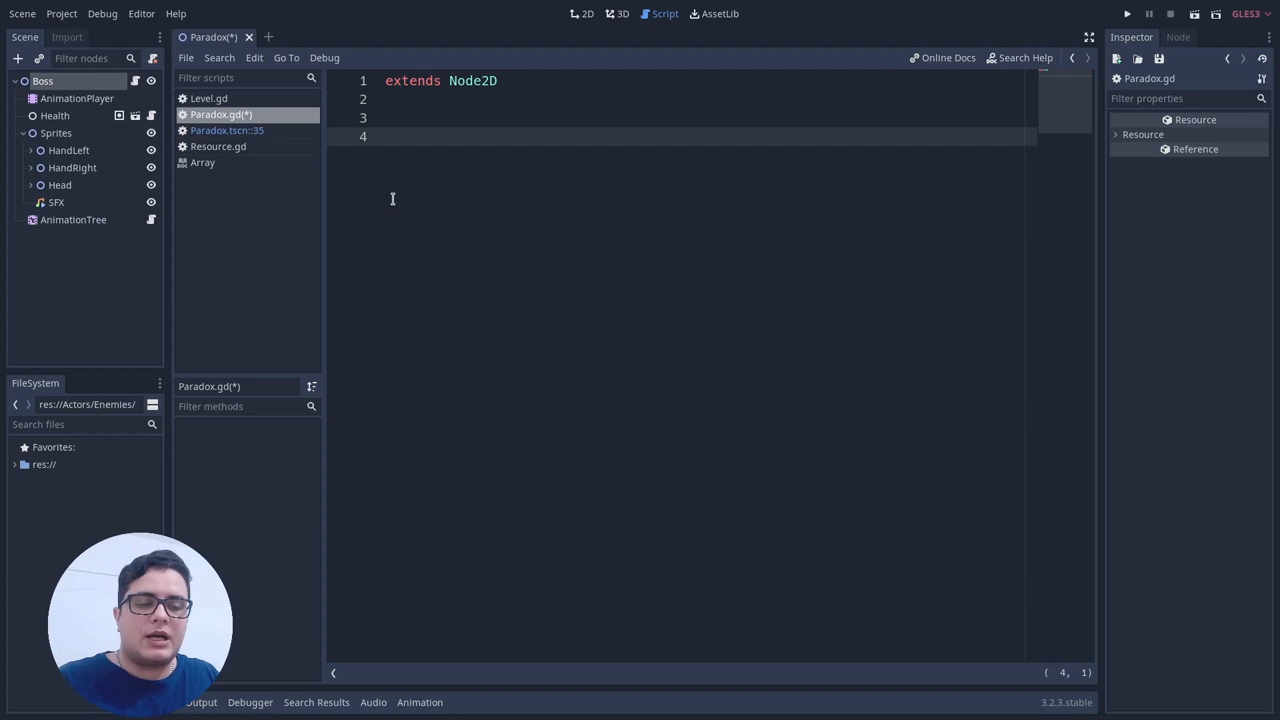 Scene Project Debug Editor Help
2D 3D Script AssetLib
GLES3
Scene Import
Filter nodes
Boss
AnimationPlayer
Health
Sprites
HandLeft
HandRight
Head
SFX
AnimationTree
FileSystem
res://Actors/Enemies/
Search files
Favorites:
res://
Paradox(*)
File Search Edit Go To Debug
Online Docs Search Help
Filter scripts
Level.gd
Paradox.gd(*)
Paradox.tscn::35
Resource.gd
Array
Paradox.gd(*)
Filter methods
1 extends Node2D
2
3
4
( 4, 1)
Output Debugger Search Results Audio Animation
3.2.3.stable
Inspector Node
Paradox.gd
Filter properties
Resource
Resource
Reference